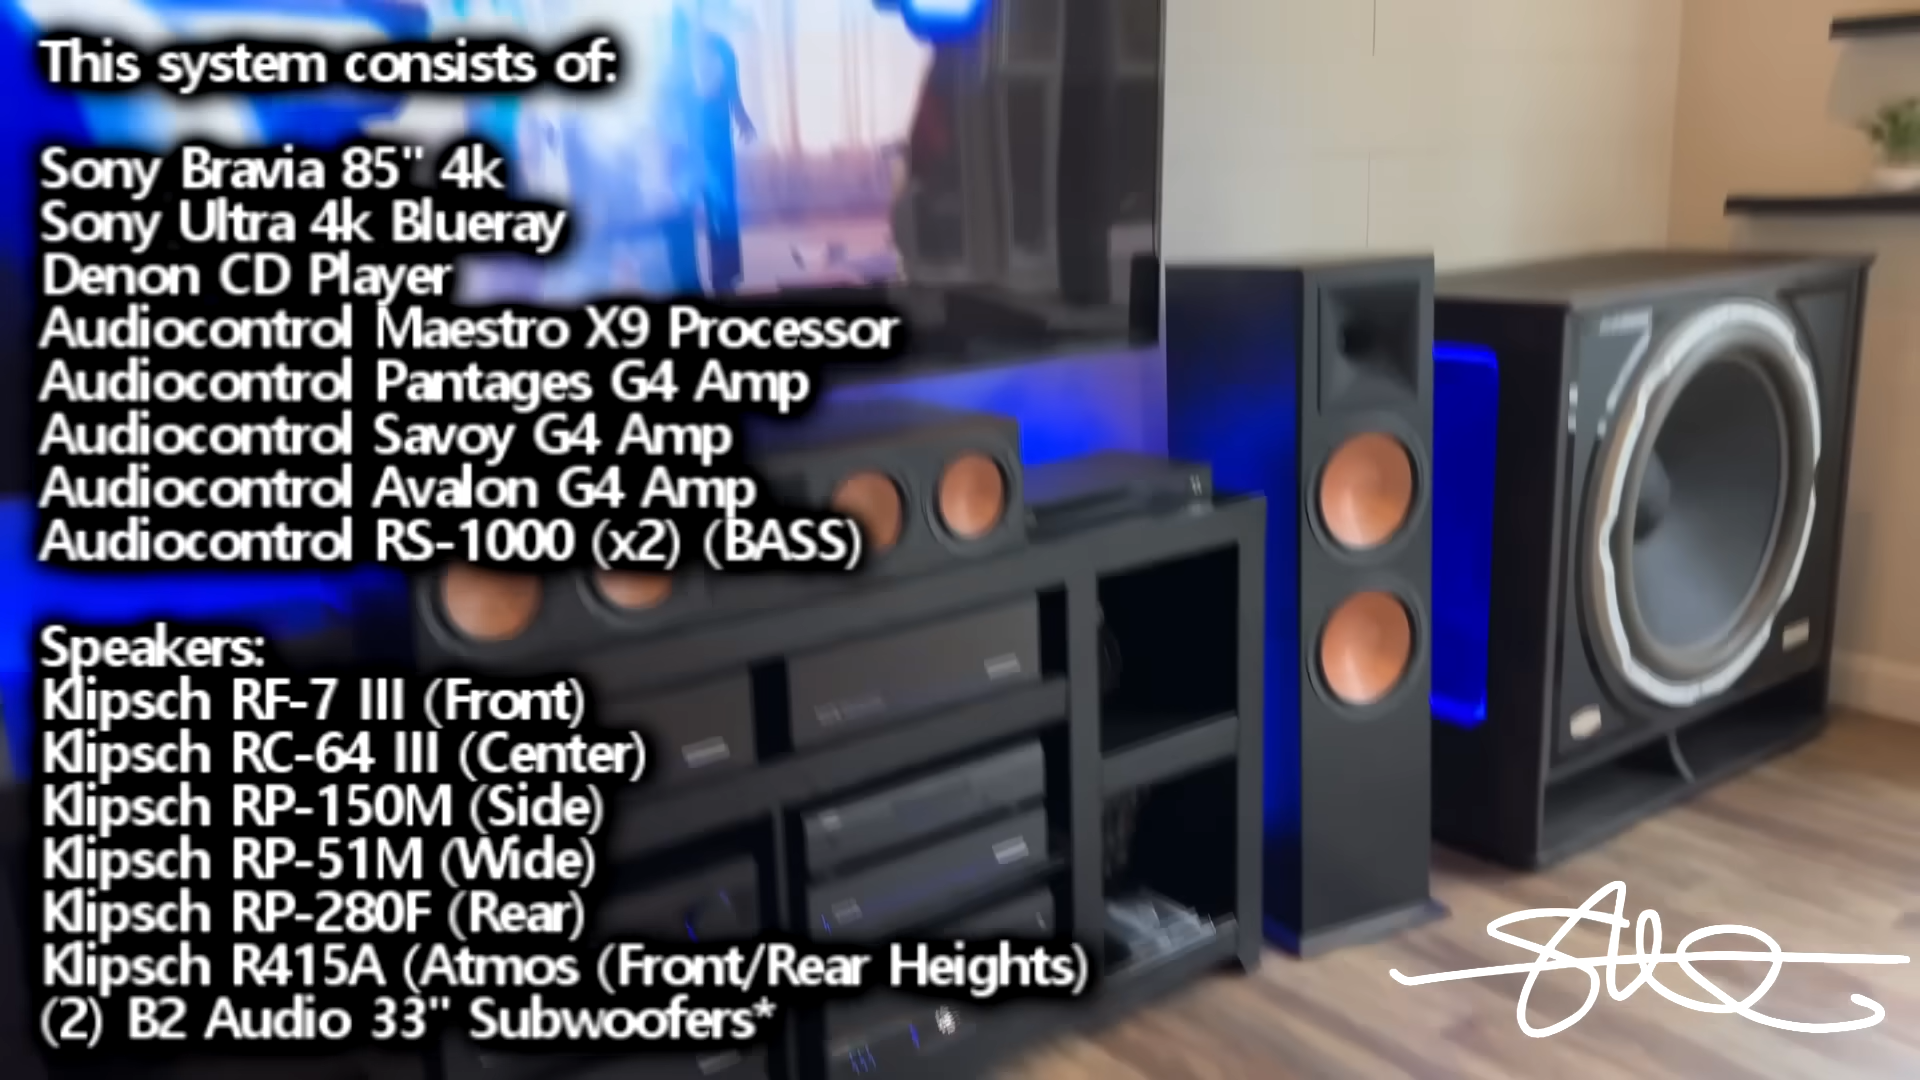 This system consists of:
Sony Bravia 85" 4k
Sony Ultra 4k Blueray
Denon CD Player
Audiocontrol Maestro X9 Processor
Audiocontrol Pantages G4 Amp
Audiocontrol Savoy G4 Amp
Audiocontrol Avalon G4 Amp
Audiocontrol RS-1000 (x2) (BASS)
Speakers:
Klipsch RF-7 III (Front)
Klipsch RC-64 III (Center)
Klipsch RP-150M (Side)
Klipsch RP-51M (Wide)
Klipsch RP-280F (Rear)
Klipsch R415A (Atmos (Front/Rear Heights)
(2) B2 Audio 33" Subwoofers*